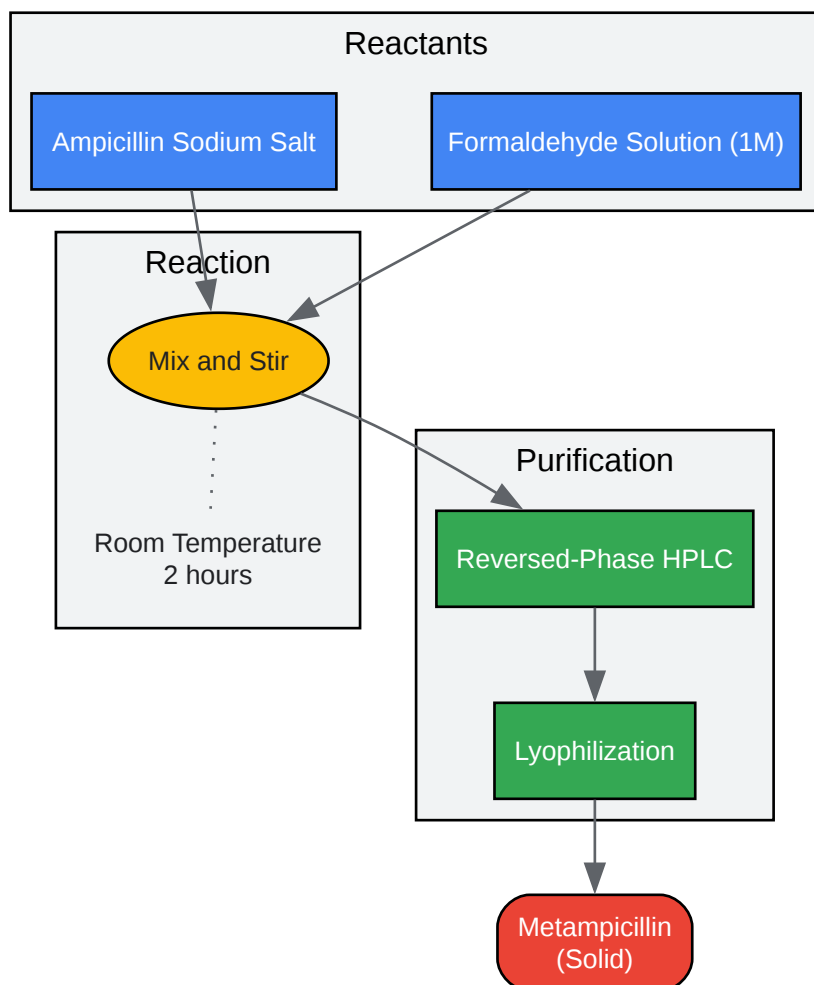 Reactants
Ampicillin Sodium Salt
Formaldehyde Solution (1M)
Reaction
Mix and Stir
Room Temperature
2 hours
Purification
Reversed-Phase HPLC
Lyophilization
Metampicillin
(Solid)